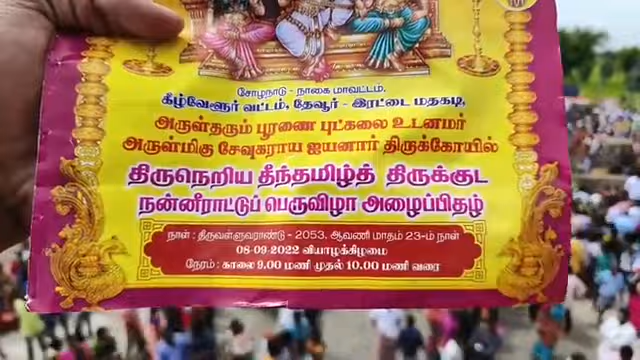 சோழநாடு - நாகை மாவட்டம்,
கீழ்வேளூர் வட்டம், தேவூர் - இரட்டை மதகடி,
அருள்தரும் பூரணை புட்கலை உடனமர்
அருள்மிகு சேவுகராய ஐயனார் திருக்கோயில்
திருநெறிய தீந்தமிழ்த் திருக்குட
நன்னீராட்டுப் பெருவிழா அழைப்பிதழ்
நாள் : திருவள்ளுவராண்டு - 2053, ஆவணி மாதம் 23-ம் நாள்
08-09-2022 வியாழக்கிழமை
நேரம் : காலை 9.00 மணி முதல் 10.00 மணி வரை